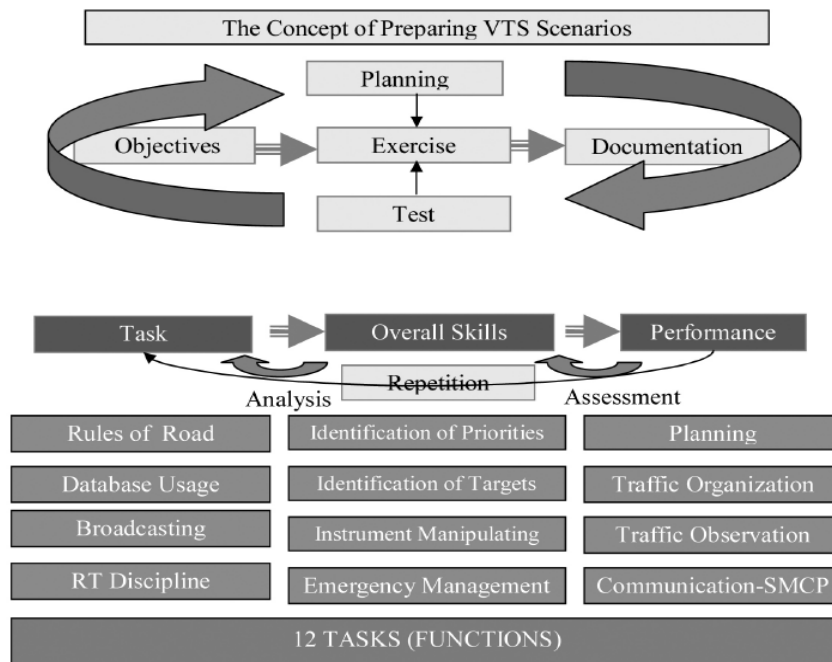 The Concept of Preparing VTS Scenarios
Planning
Objectives
Exercise
Documentation
Test
Task
Overall Skills
Performance
Repetition
Analysis
Assessment
Rules of Road
Identification of Priorities
Planning
Database Usage
Identification of Targets
Traffic Organization
Broadcasting
Instrument Manipulating
Traffic Observation
RT Discipline
Emergency Management
Communication-SMCP
12 TASKS (FUNCTIONS)